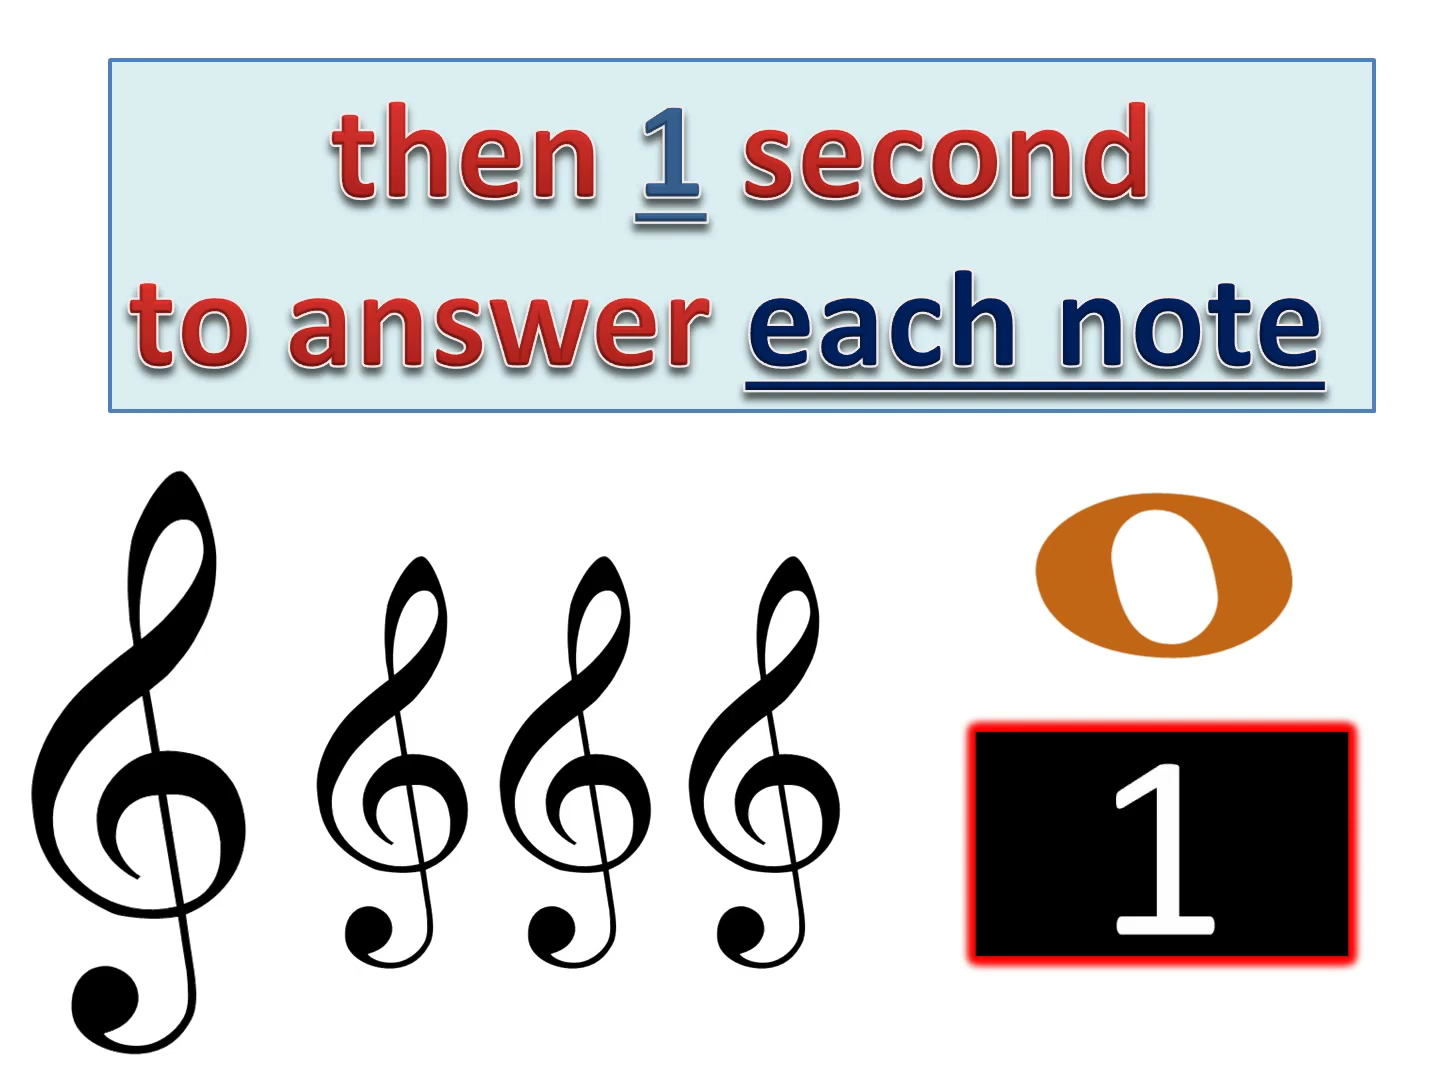 then 1 second
to answer each note
1